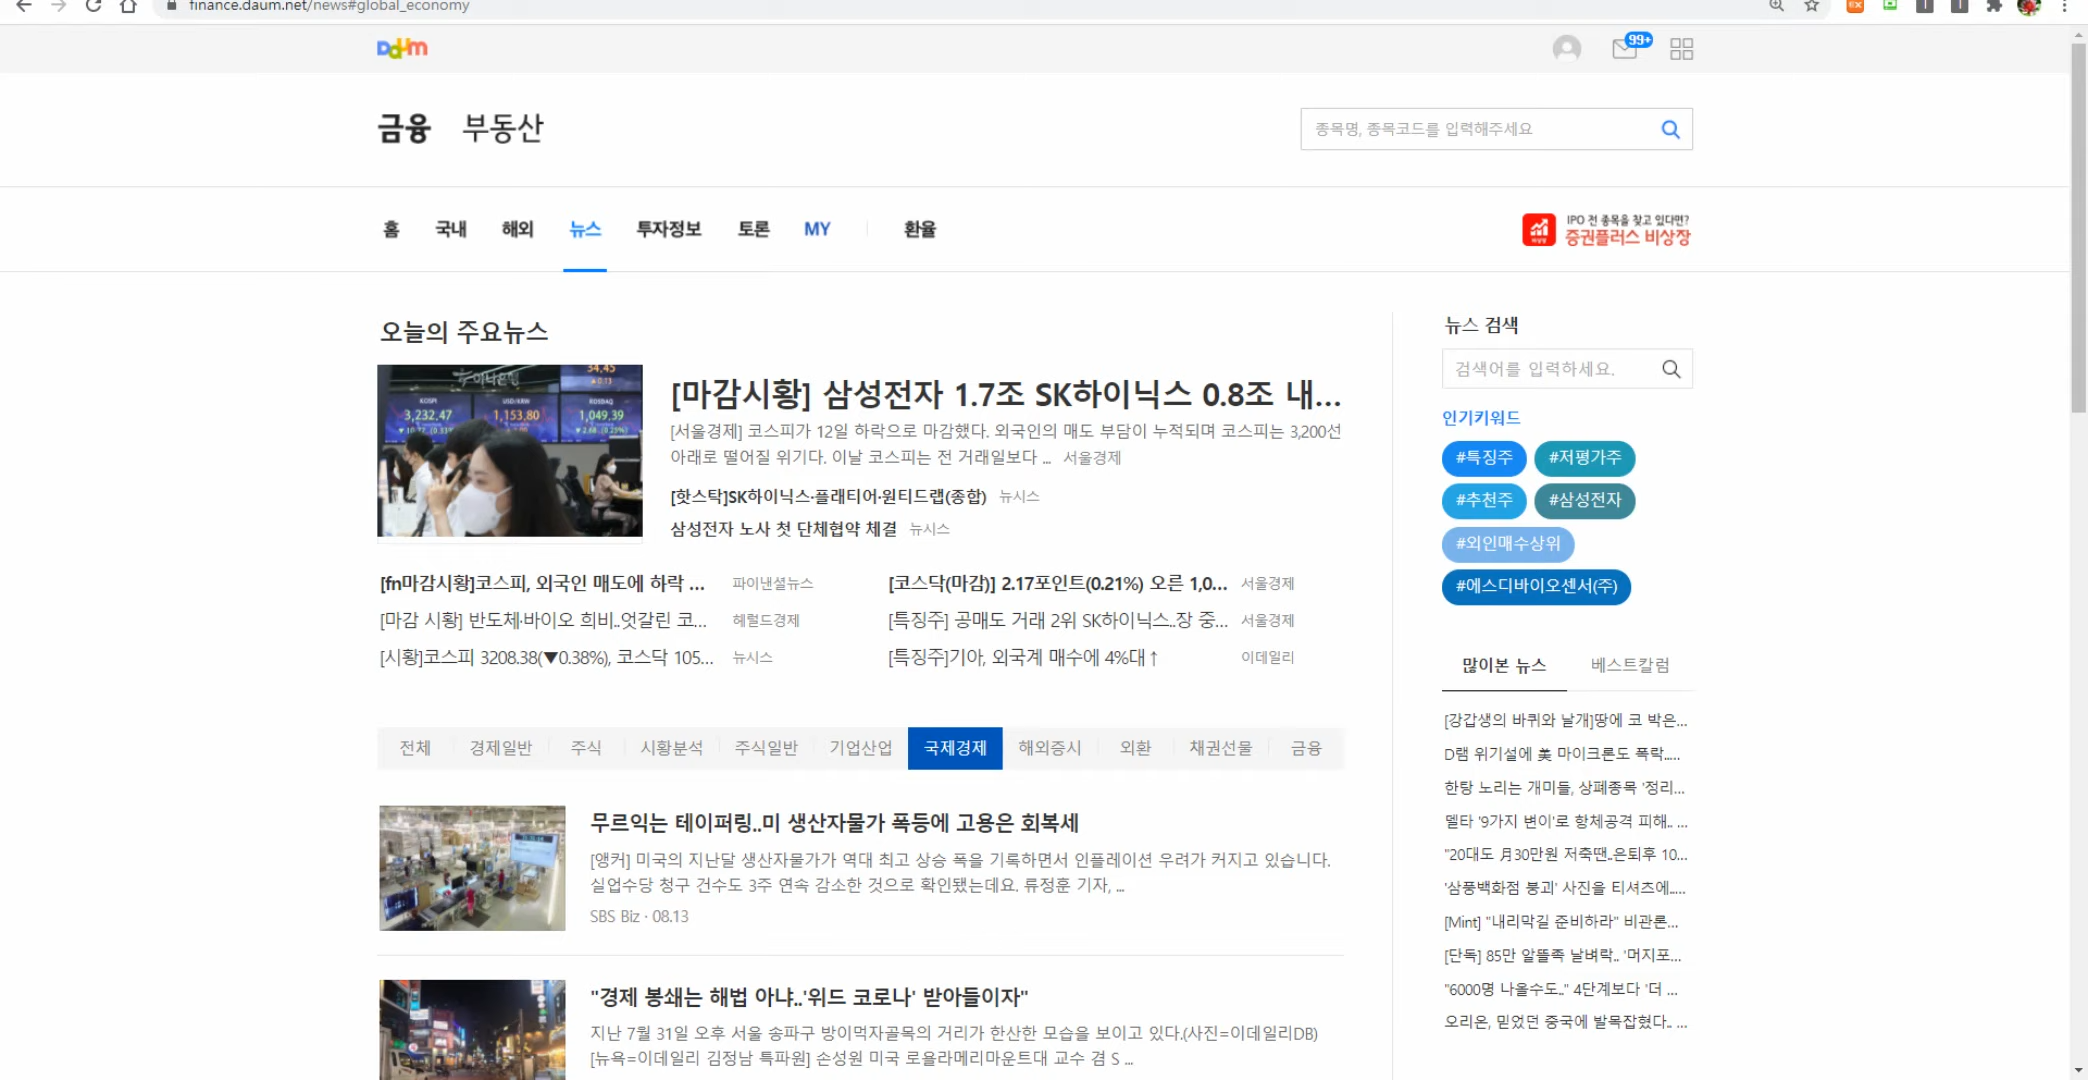 finance.daum.net/news#global_economy
Daum
99+
금융
부동산
종목명, 종목코드를 입력해주세요
홈
국내
해외
뉴스
투자정보
토론
MY
환율
IPO 전 종목을 찾고 있다면?
증권플러스 비상장
오늘의 주요뉴스
34.45
KOSPI
USD/KRW
KOSDAQ
3,232.47
1,153.80
1,049.39
[마감시황] 삼성전자 1.7조 SK하이닉스 0.8조 내...
[서울경제] 코스피가 12일 하락으로 마감했다. 외국인의 매도 부담이 누적되며 코스피는 3,200선
아래로 떨어질 위기다. 이날 코스피는 전 거래일보다 ... 서울경제
[핫스탁]SK하이닉스·플래티어·원티드랩(종합) 뉴시스
삼성전자 노사 첫 단체협약 체결 뉴시스
[fn마감시황]코스피, 외국인 매도에 하락 ... 파이낸셜뉴스
[마감 시황] 반도체·바이오 희비..엇갈린 코... 헤럴드경제
[시황]코스피 3208.38(▼0.38%), 코스닥 105... 뉴시스
[코스닥(마감)] 2.17포인트(0.21%) 오른 1,0... 서울경제
[특징주] 공매도 거래 2위 SK하이닉스..장 중... 서울경제
[특징주]기아, 외국계 매수에 4%대↑ 이데일리
전체
경제일반
주식
시황분석
주식일반
기업산업
국제경제
해외증시
외환
채권선물
금융
무르익는 테이퍼링..미 생산자물가 폭등에 고용은 회복세
[앵커] 미국의 지난달 생산자물가가 역대 최고 상승 폭을 기록하면서 인플레이션 우려가 커지고 있습니다.
실업수당 청구 건수도 3주 연속 감소한 것으로 확인됐는데요. 류정훈 기자, ...
SBS Biz · 08.13
"경제 봉쇄는 해법 아냐..'위드 코로나' 받아들이자"
지난 7월 31일 오후 서울 송파구 방이먹자골목의 거리가 한산한 모습을 보이고 있다.(사진=이데일리DB)
[뉴욕=이데일리 김정남 특파원] 손성원 미국 로욜라메리마운트대 교수 겸 S ...
뉴스 검색
검색어를 입력하세요.
인기키워드
#특징주
#저평가주
#추천주
#삼성전자
#외인매수상위
#에스디바이오센서(주)
많이본 뉴스
베스트칼럼
[강갑생의 바퀴와 날개]땅에 코 박은...
D램 위기설에 美 마이크론도 폭락.....
한탕 노리는 개미들, 상폐종목 '정리...
델타 '9가지 변이'로 항체공격 피해.. ...
"20대도 月30만원 저축땐..은퇴후 10...
'삼풍백화점 붕괴' 사진을 티셔츠에.....
[Mint] "내리막길 준비하라" 비관론...
[단독] 85만 알뜰족 날벼락.. '머지포...
"6000명 나올수도.." 4단계보다 '더 ...
오리온, 믿었던 중국에 발목잡혔다.. ...